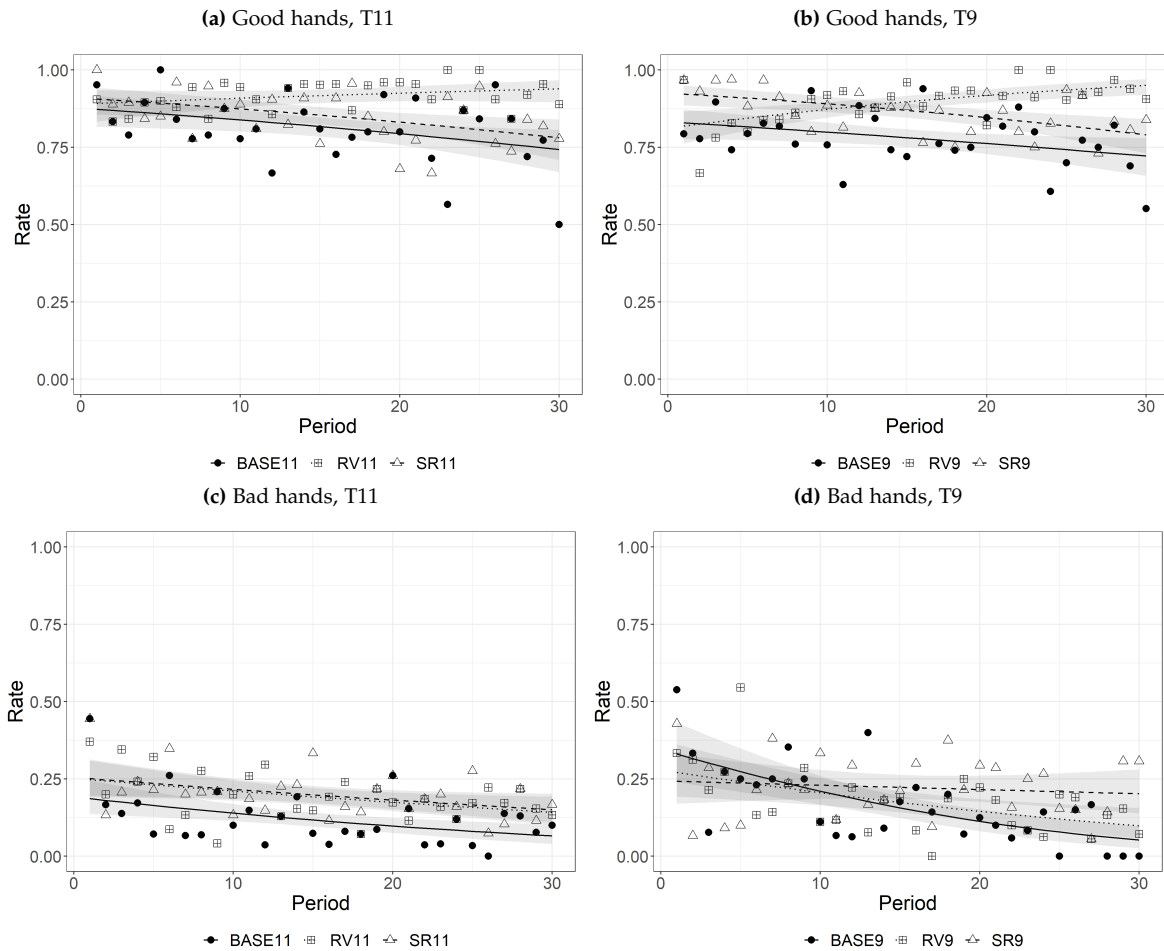 (a) Good hands, T11
(b) Good hands, T9
1.00
0.75
0.50
0.25
0.00
Rate
0
10
20
30
Period
BASE11 RV11 SR11
1.00
0.75
0.50
0.25
0.00
Rate
0
10
20
30
Period
BASE9 RV9 SR9
(c) Bad hands, T11
(d) Bad hands, T9
1.00
0.75
0.50
0.25
0.00
Rate
0
10
20
30
Period
BASE11 RV11 SR11
1.00
0.75
0.50
0.25
0.00
Rate
0
10
20
30
Period
BASE9 RV9 SR9